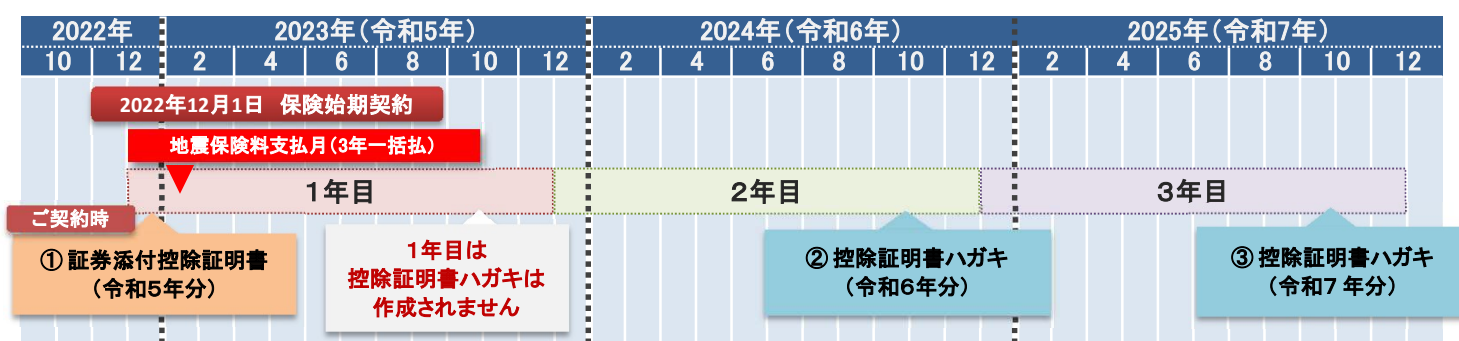 2022年 2023年(令和5年) 2024年(令和6年) 2025年(令和7年)
10 12 2 4 6 8 10 12 2 4 6 8 10 12 2 4 6 8 10 12
2022年12月1日 保険始期契約
地震保険料支払月(3年一括払)
1年目 2年目 3年目
ご契約時
①証券添付控除証明書
(令和5年分)
1年目は
控除証明書ハガキは
作成されません
② 控除証明書ハガキ
(令和6年分)
③ 控除証明書ハガキ
(令和7 年分)